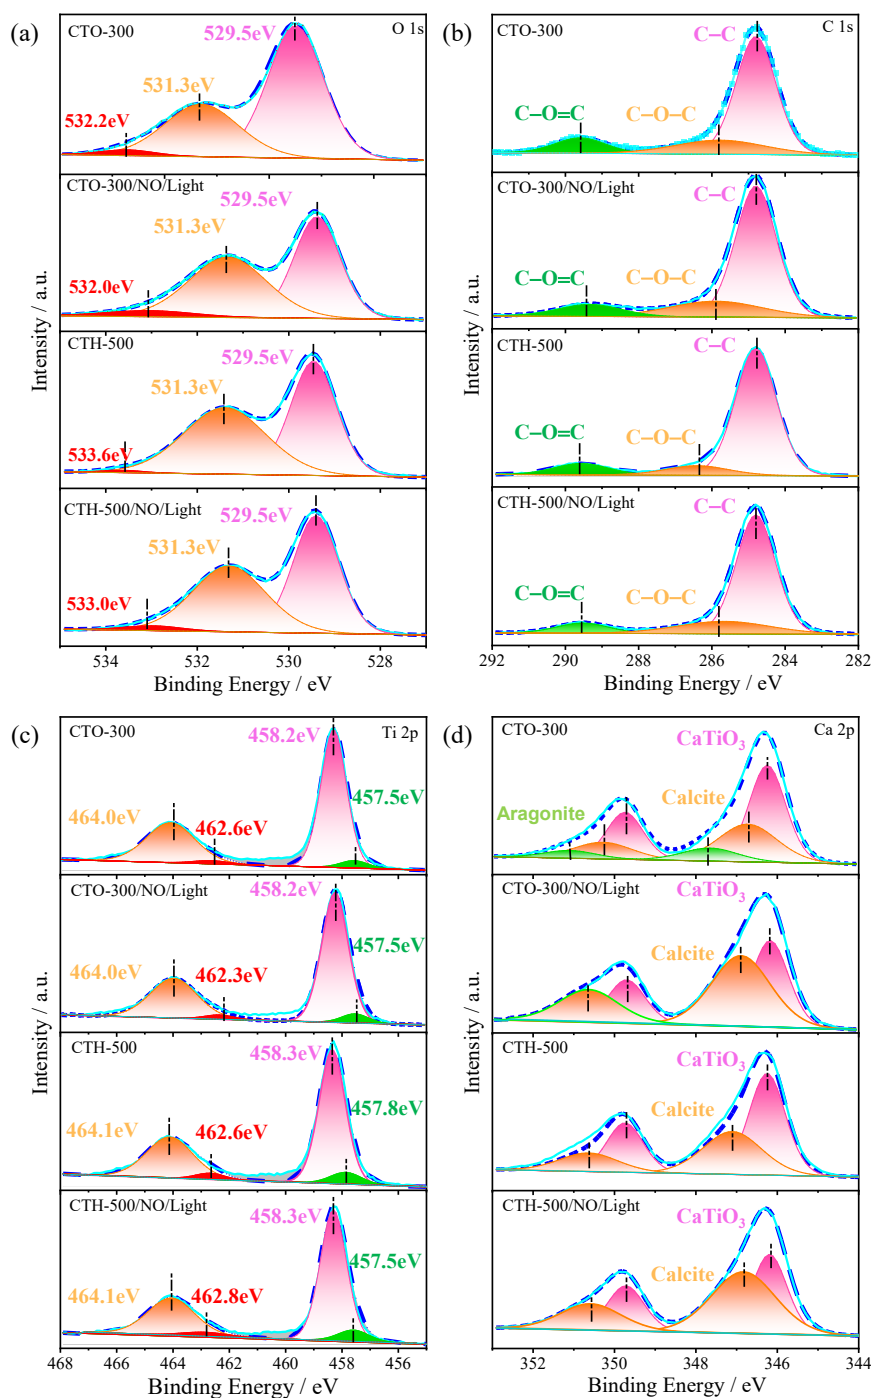 (a)
CTO-300
O 1s
529.5eV
531.3eV
532.2eV
CTO-300/NO/Light
529.5eV
531.3eV
532.0eV
CTH-500
529.5eV
531.3eV
533.6eV
CTH-500/NO/Light
529.5eV
531.3eV
533.0eV
534 532 530 528
Binding Energy / eV
Intensity / a.u.
(b)
CTO-300
C 1s
C–C
C–O=C
C–O–C
CTO-300/NO/Light
C–C
C–O=C
C–O–C
CTH-500
C–C
C–O=C
C–O–C
CTH-500/NO/Light
C–C
C–O=C
C–O–C
292 290 288 286 284 282
Binding Energy / eV
Intensity / a.u.
(c)
CTO-300
Ti 2p
458.2eV
457.5eV
464.0eV
462.6eV
CTO-300/NO/Light
458.2eV
457.5eV
464.0eV
462.3eV
CTH-500
458.3eV
457.8eV
464.1eV
462.6eV
CTH-500/NO/Light
458.3eV
457.5eV
464.1eV
462.8eV
468 466 464 462 460 458 456
Binding Energy / eV
Intensity / a.u.
(d)
CTO-300
Ca 2p
CaTiO₃
Calcite
Aragonite
CTO-300/NO/Light
CaTiO₃
Calcite
CTH-500
CaTiO₃
Calcite
CTH-500/NO/Light
CaTiO₃
Calcite
352 350 348 346 344
Binding Energy / eV
Intensity / a.u.